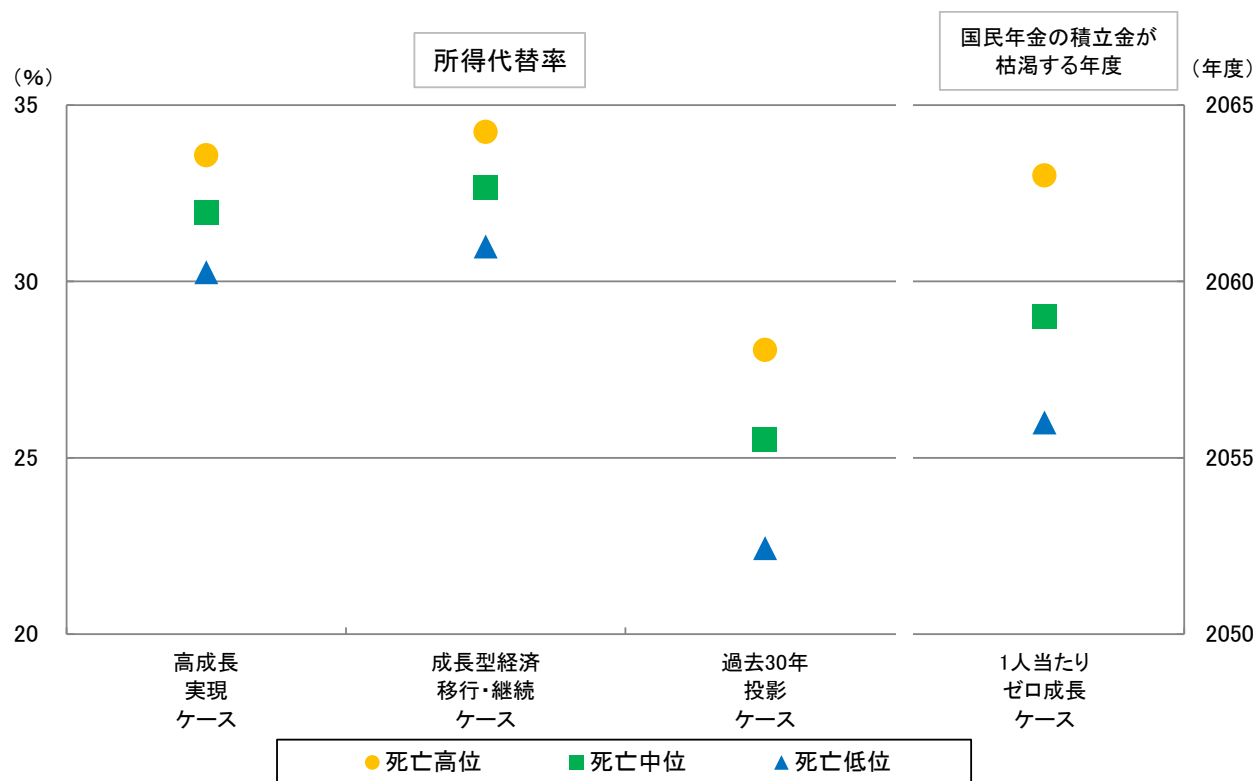 所得代替率
国民年金の積立金が
枯渇する年度
（％）
（年度）
35
30
25
20
2065
2060
2055
2050
高成長
実現
ケース
成長型経済
移行・継続
ケース
過去30年
投影
ケース
1人当たり
ゼロ成長
ケース
死亡高位
死亡中位
死亡低位